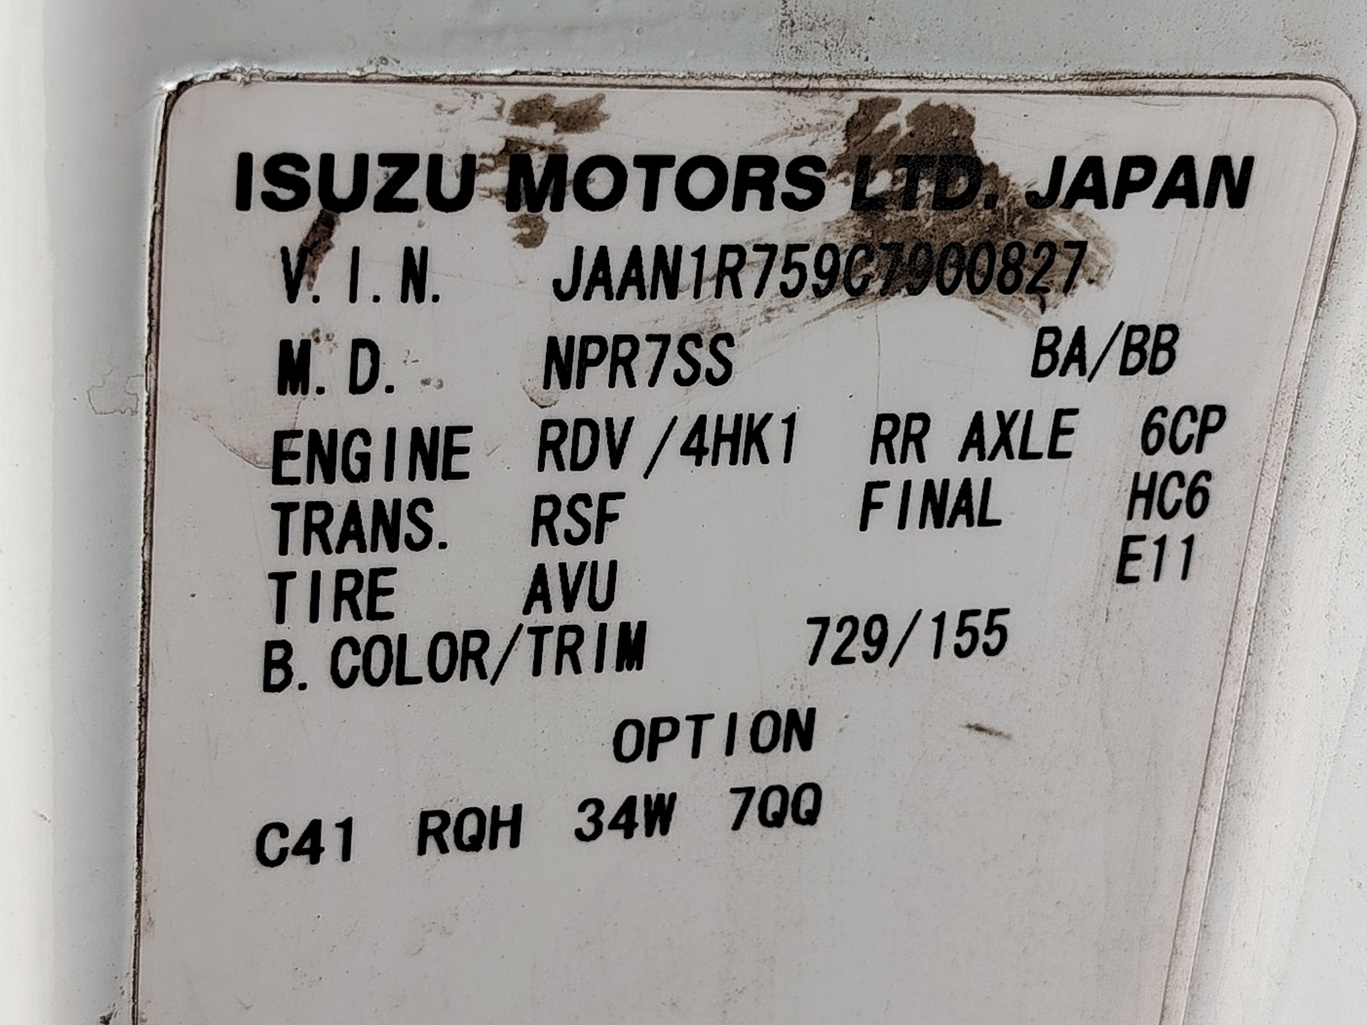 ISUZU MOTORS LTD. JAPAN
V.I.N. JAAN1R759C7900827
M.D. NPR7SS BA/BB
ENGINE RDV/4HK1 RR AXLE 6CP
TRANS. RSF FINAL HC6
TIRE AVU E11
B.COLOR/TRIM 729/155
OPTION
C41 RQH 34W 7QQ